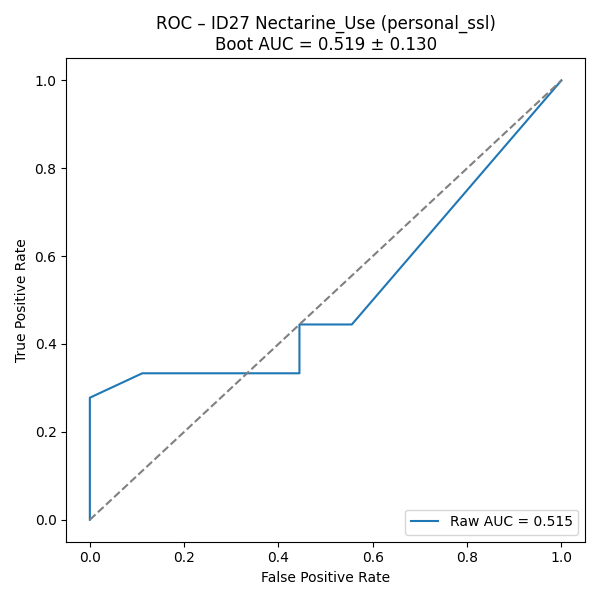 ROC – ID27 Nectarine_Use (personal_ssl)
Boot AUC = 0.519 ± 0.130
1.0
0.8
0.6
0.4
0.2
0.0
True Positive Rate
Raw AUC = 0.515
0.0 0.2 0.4 0.6 0.8 1.0
False Positive Rate